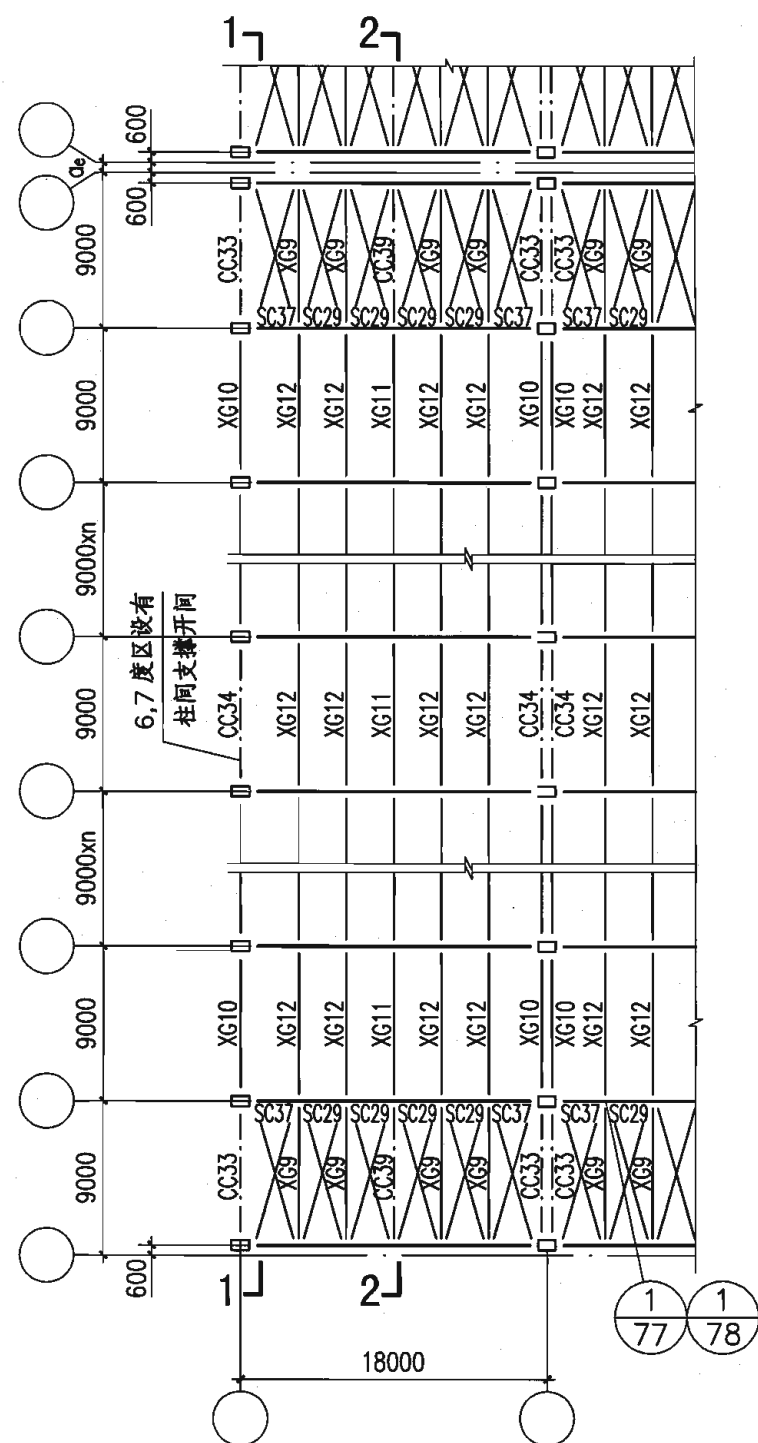 1 2
600
ae
600
9000
CC33 XG9 XG9 CC39 XG9 XG9 CC33 CC33 XG9 XG9
SC37 SC29 SC29 SC29 SC29 SC37 SC37 SC29
9000
XG10 XG12 XG12 XG11 XG12 XG12 XG10 XG10 XG12 XG12
9000xn
6,7度区设有
柱间支撑开间
9000
CC34 XG12 XG12 XG11 XG12 XG12 CC34 CC34 XG12 XG12
9000xn
9000
XG10 XG12 XG12 XG11 XG12 XG12 XG10 XG10 XG12 XG12
SC37 SC29 SC29 SC29 SC29 SC37 SC37 SC29
9000
CC33 XG9 XG9 CC39 XG9 XG9 CC33 CC33 XG9 XG9
600
1 2
1 1
77 78
18000